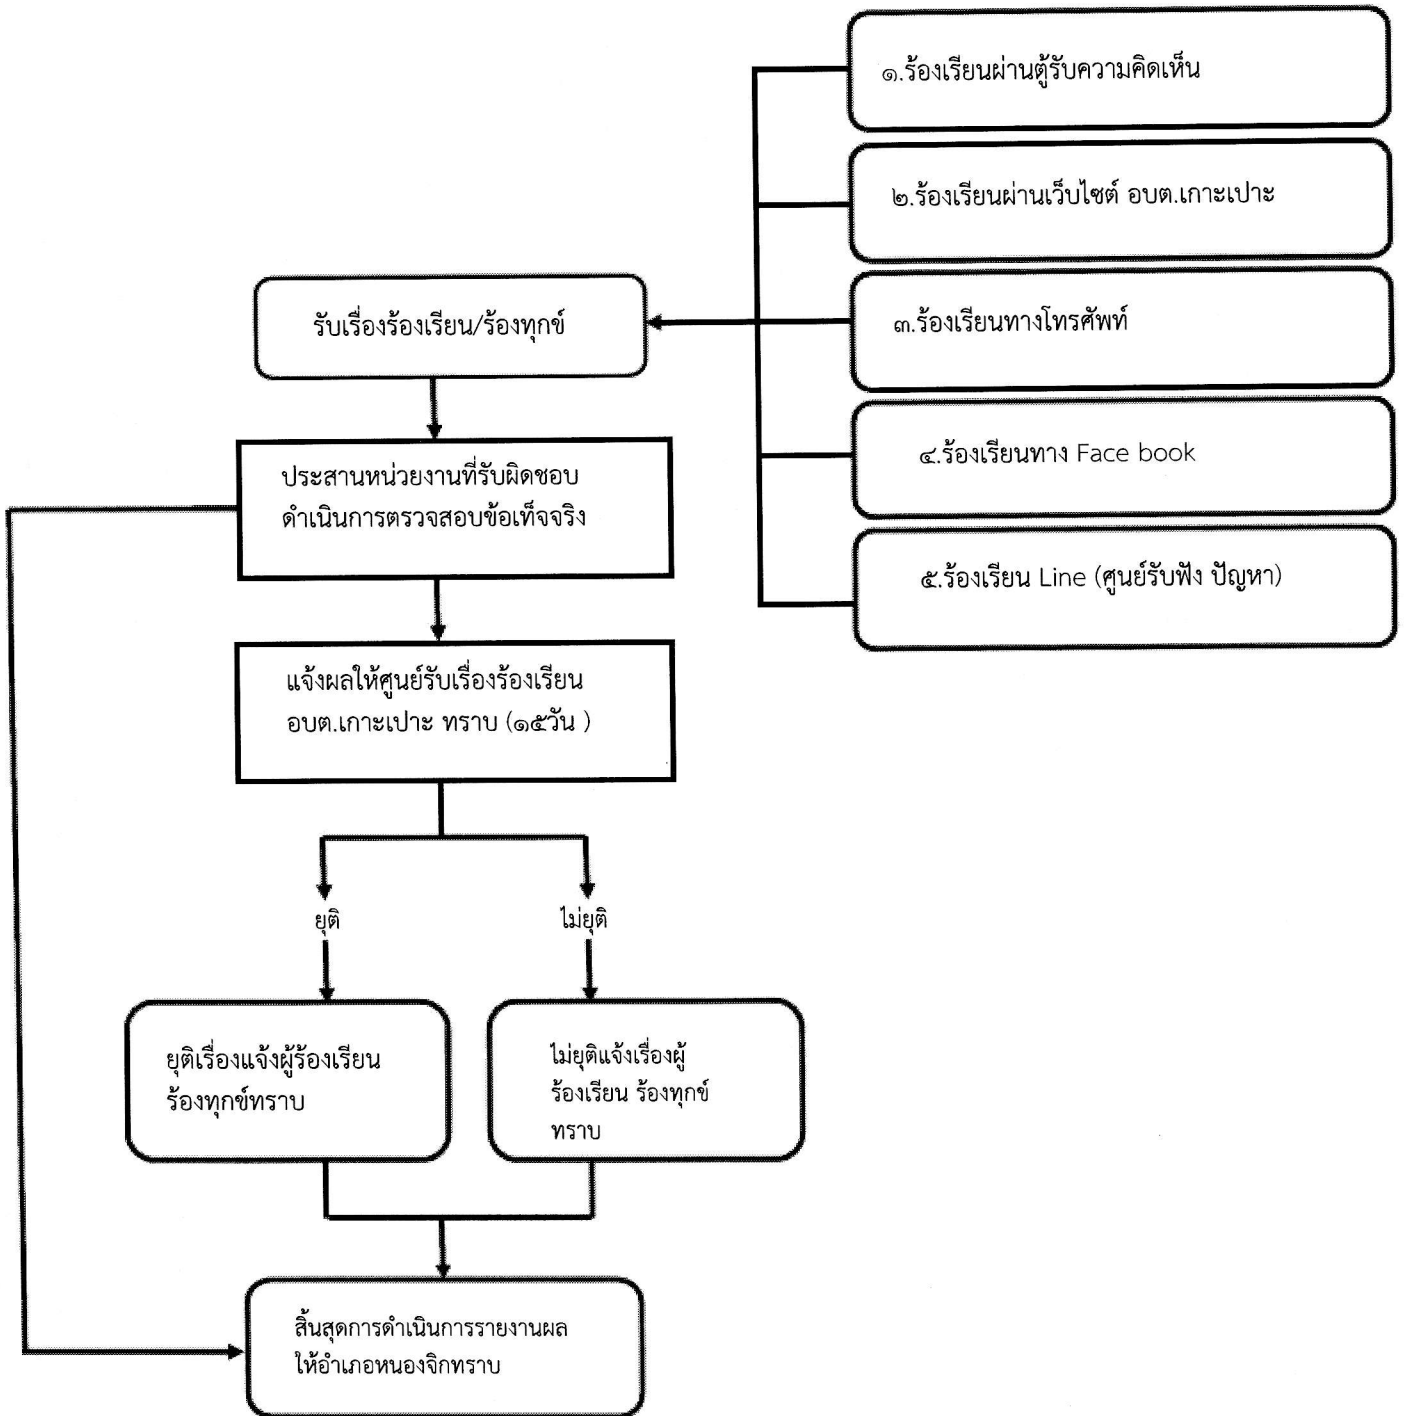 ๑.ร้องเรียนผ่านตู้รับความคิดเห็น
๒.ร้องเรียนผ่านเว็บไซต์ อบต.เกาะเปาะ
๓.ร้องเรียนทางโทรศัพท์
๔.ร้องเรียนทาง Face book
๕.ร้องเรียน Line (ศูนย์รับฟัง ปัญหา)
รับเรื่องร้องเรียน/ร้องทุกข์
ประสานหน่วยงานที่รับผิดชอบ
ดำเนินการตรวจสอบข้อเท็จจริง
แจ้งผลให้ศูนย์รับเรื่องร้องเรียน
อบต.เกาะเปาะ ทราบ (๑๕วัน )
ยุติ
ไม่ยุติ
ยุติเรื่องแจ้งผู้ร้องเรียน
ร้องทุกข์ทราบ
ไม่ยุติแจ้งเรื่องผู้
ร้องเรียน ร้องทุกข์
ทราบ
สิ้นสุดการดำเนินการรายงานผล
ให้อำเภอหนองจิกทราบ